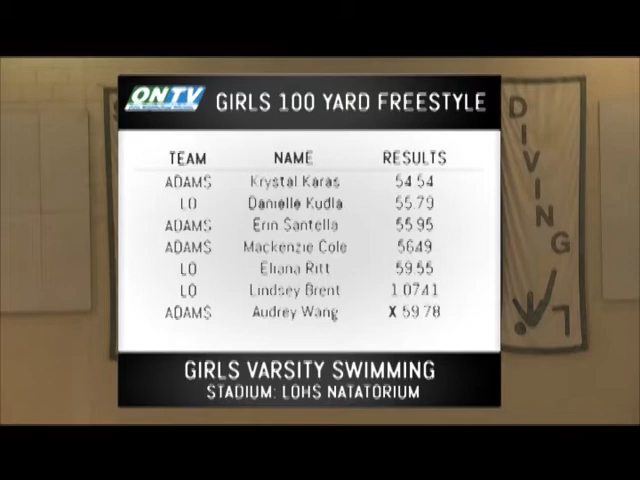 ONTV GIRLS 100 YARD FREESTYLE
TEAM NAME RESULTS
ADAMS Krystal Karas 54.54
LO Danielle Kudla 55.79
ADAMS Erin Santella 55.95
ADAMS Mackenzie Cole 56.49
LO Eliana Ritt 59.55
LO Lindsey Brent 1:07.41
ADAMS Audrey Wang X 59.78
GIRLS VARSITY SWIMMING
STADIUM: LOHS NATATORIUM
DIVING